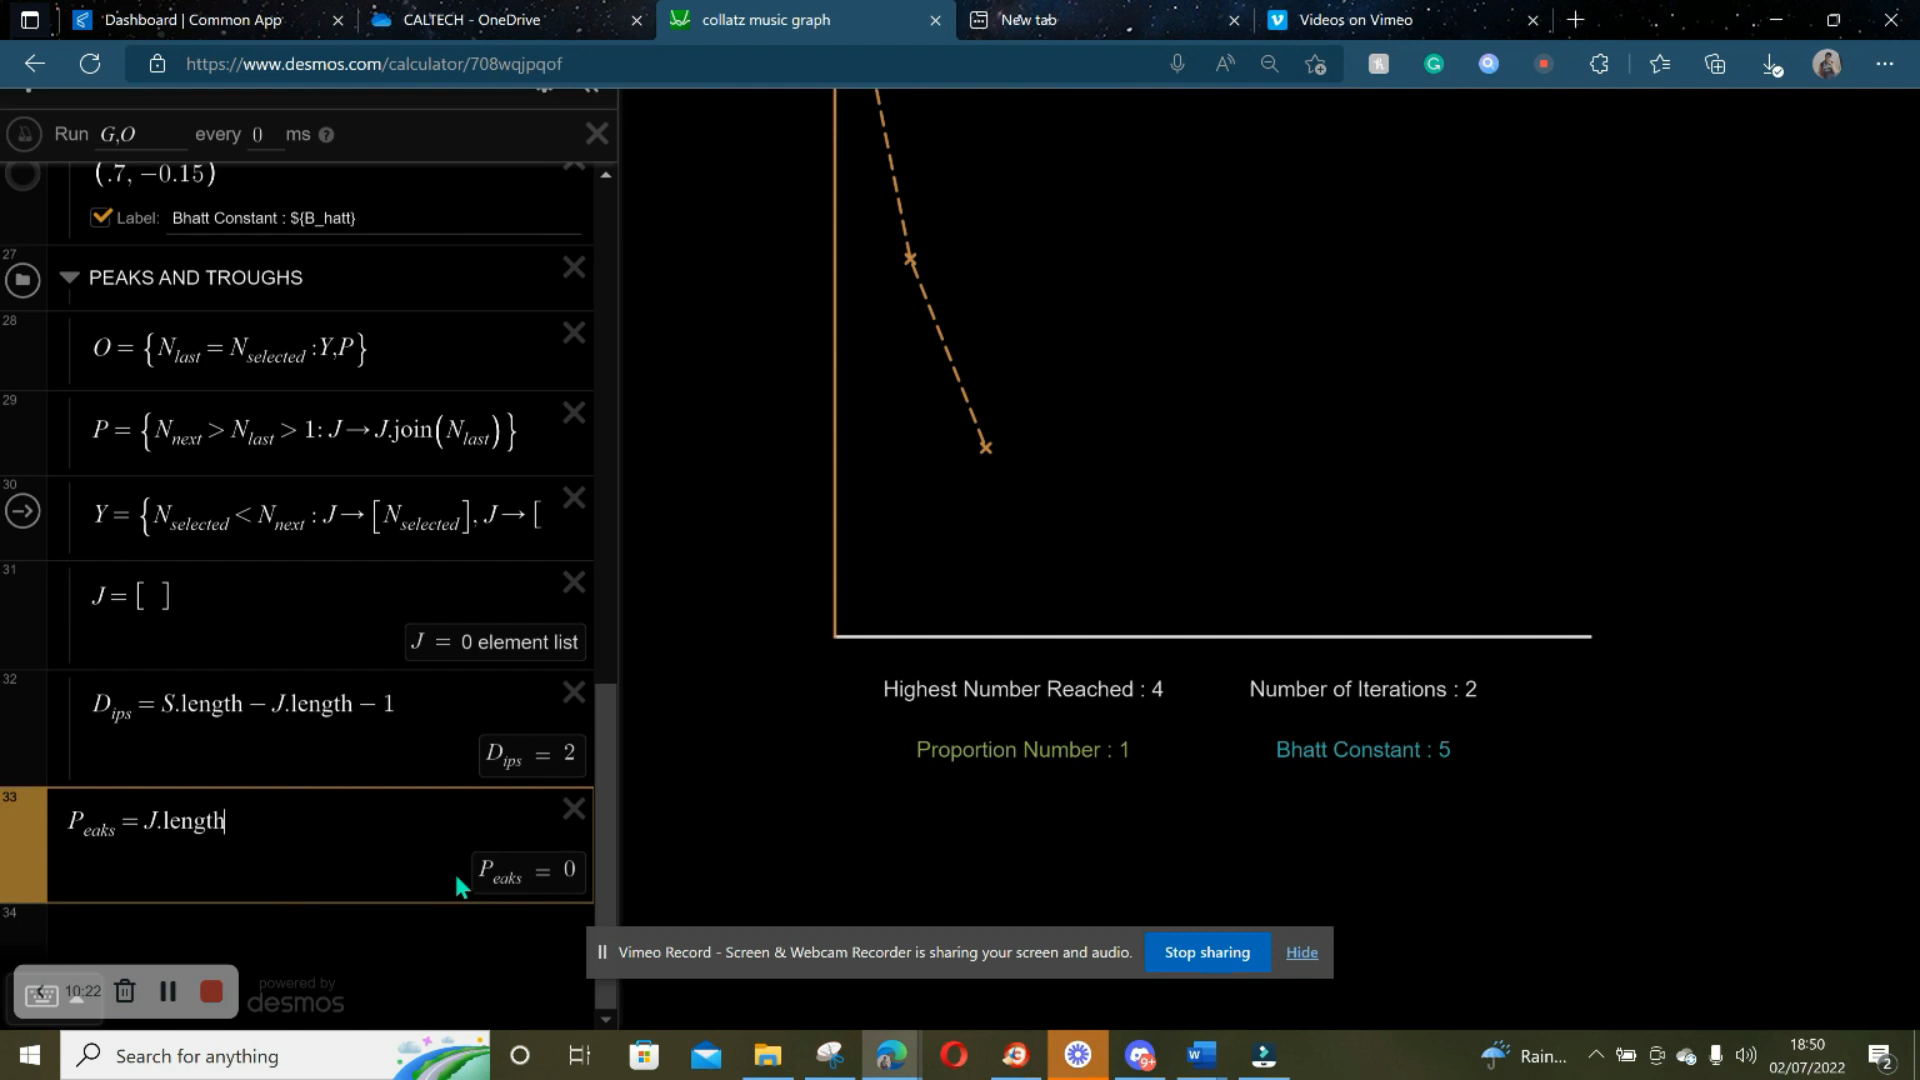 Dashboard | Common App
CALTECH - OneDrive
collatz music graph
New tab
Videos on Vimeo
https://www.desmos.com/calculator/708wqjpqof
Run G,O every 0 ms
(.7, −0.15)
Label: Bhatt Constant : ${B_hatt}
27
PEAKS AND TROUGHS
28
O = {N_last = N_selected : Y,P}
29
P = {N_next > N_last > 1: J → J.join(N_last)}
30
Y = {N_selected < N_next : J → [N_selected], J → [
31
J = [ ]
J = 0 element list
32
D_ips = S.length − J.length − 1
D_ips = 2
33
P_eaks = J.length
P_eaks = 0
34
Highest Number Reached : 4
Number of Iterations : 2
Proportion Number : 1
Bhatt Constant : 5
Vimeo Record - Screen & Webcam Recorder is sharing your screen and audio.
Stop sharing
Hide
10:22
powered by
desmos
Search for anything
9+
Rain...
18:50
02/07/2022
2